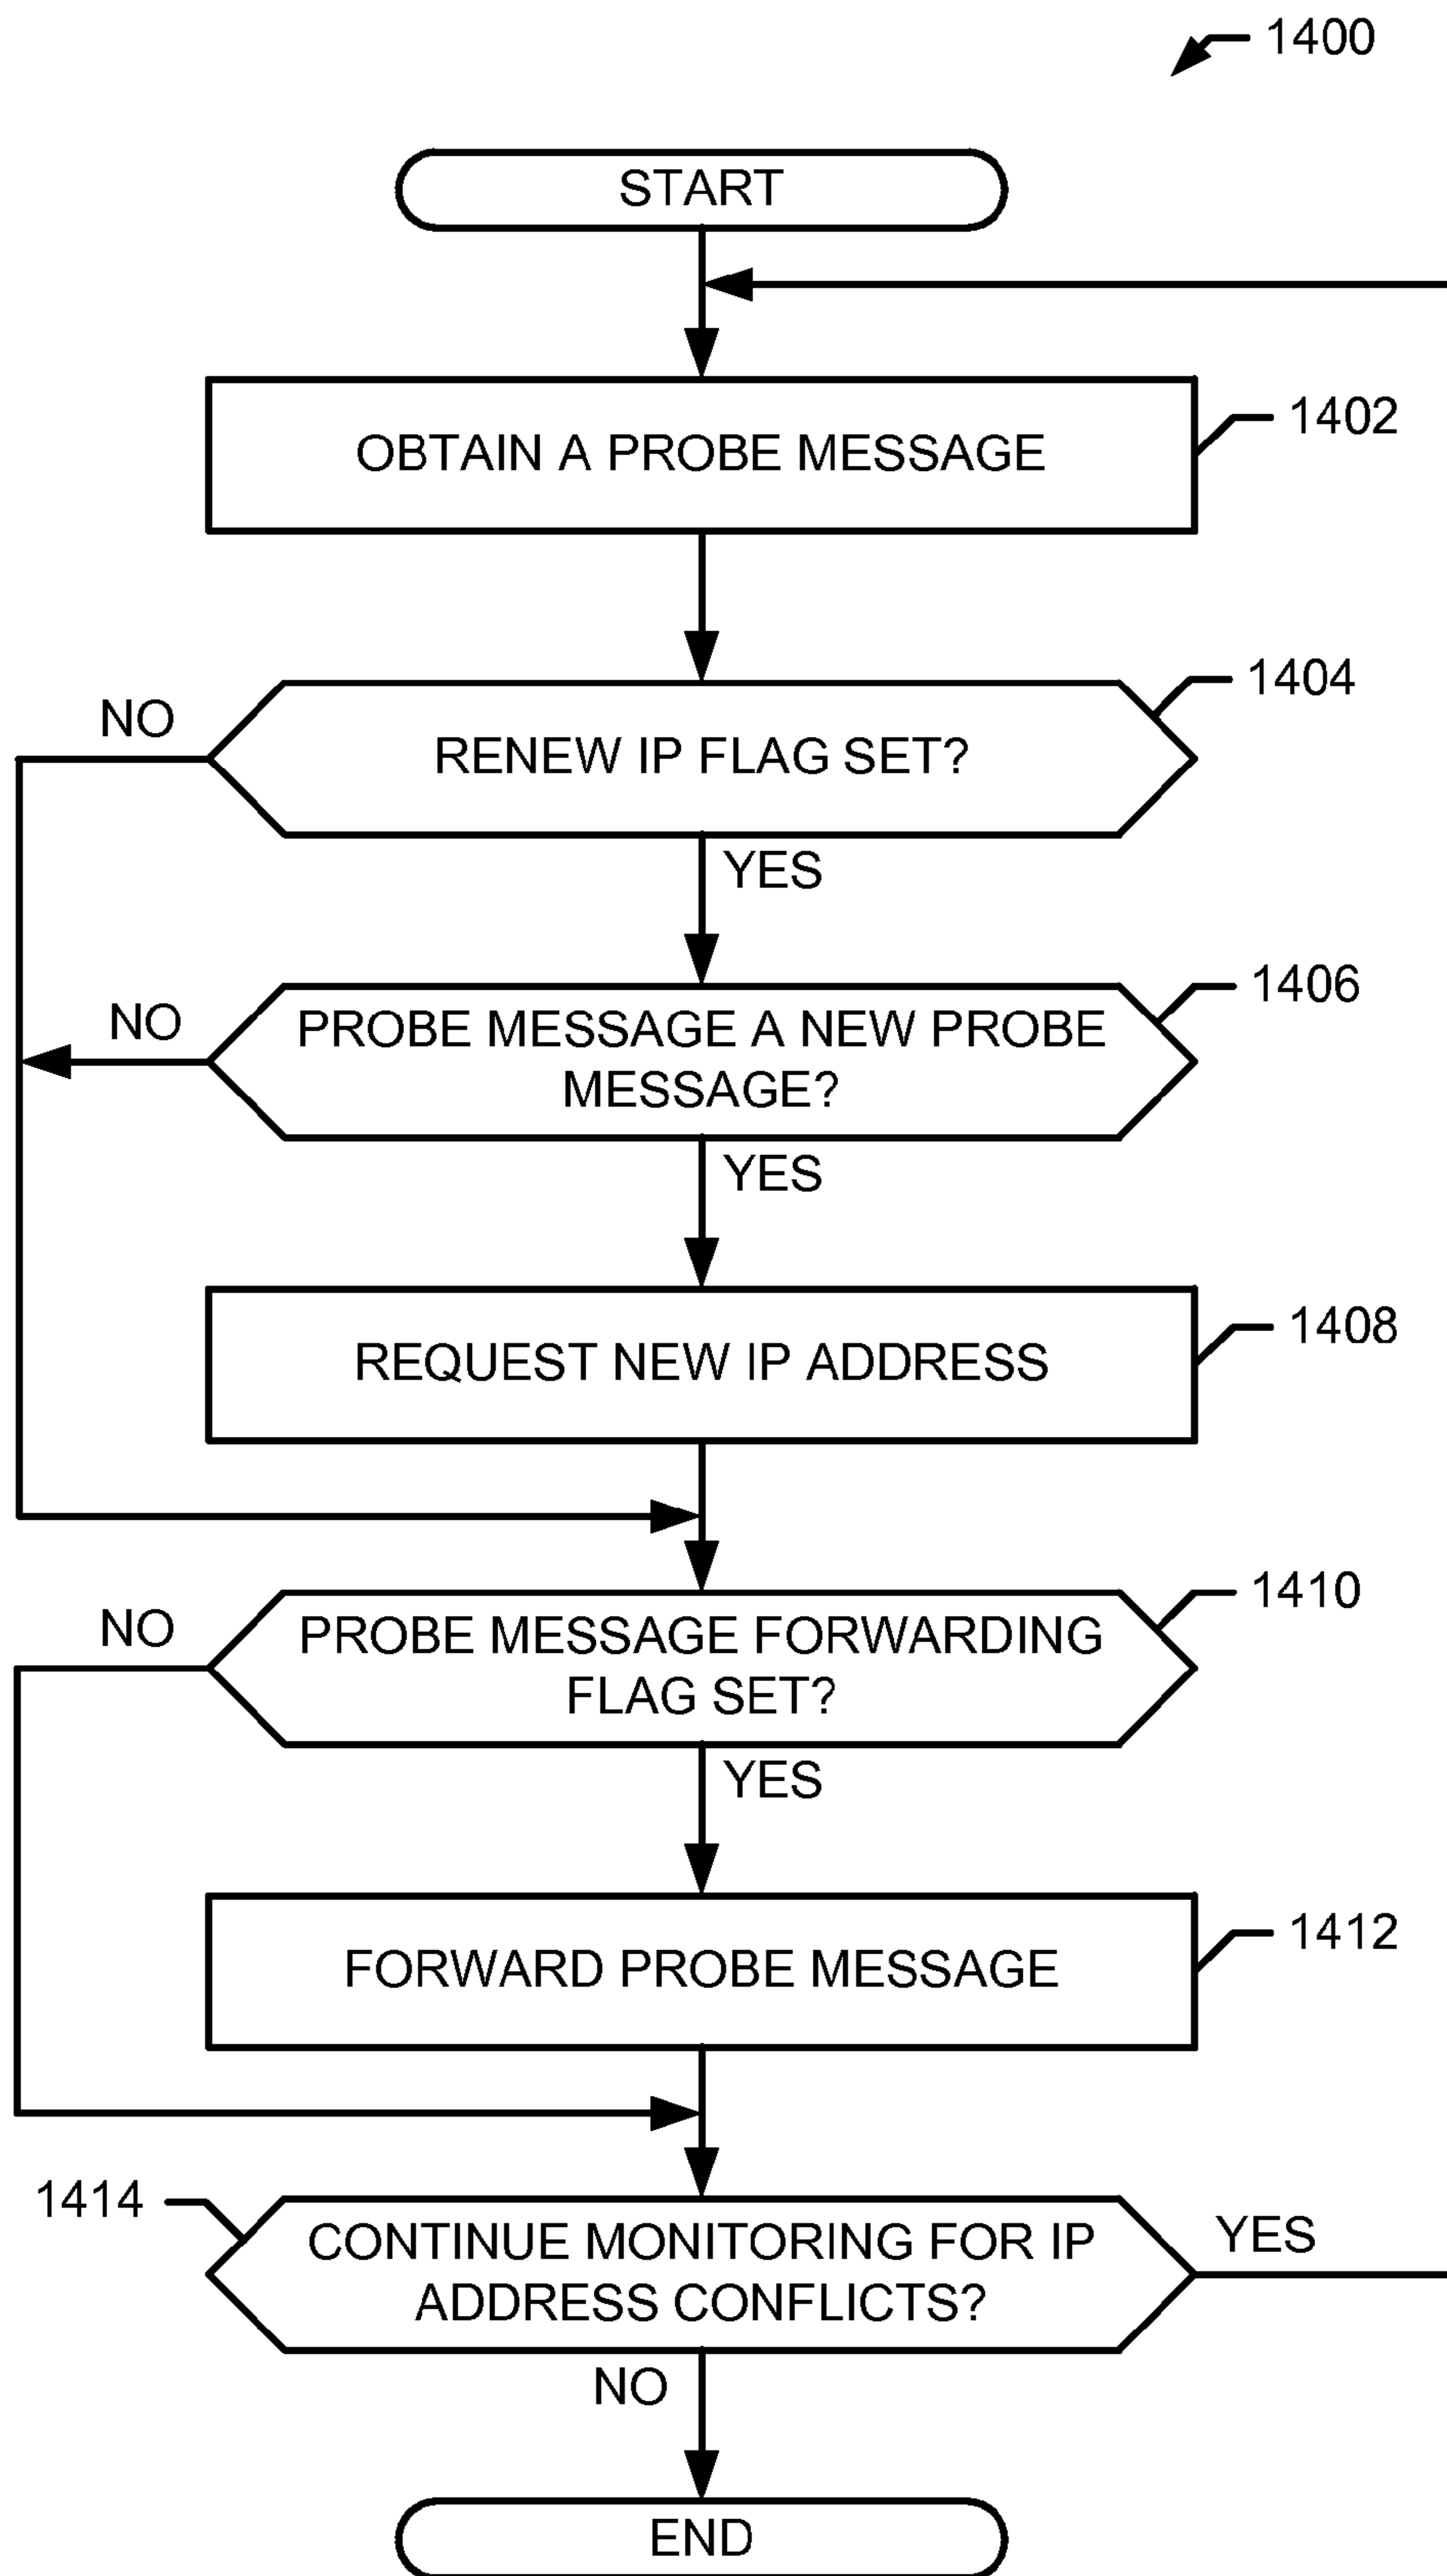 1400
START
OBTAIN A PROBE MESSAGE
1402
RENEW IP FLAG SET?
1404
NO
YES
PROBE MESSAGE A NEW PROBE
MESSAGE?
1406
NO
YES
REQUEST NEW IP ADDRESS
1408
PROBE MESSAGE FORWARDING
FLAG SET?
1410
NO
YES
FORWARD PROBE MESSAGE
1412
1414
CONTINUE MONITORING FOR IP
ADDRESS CONFLICTS?
YES
NO
END